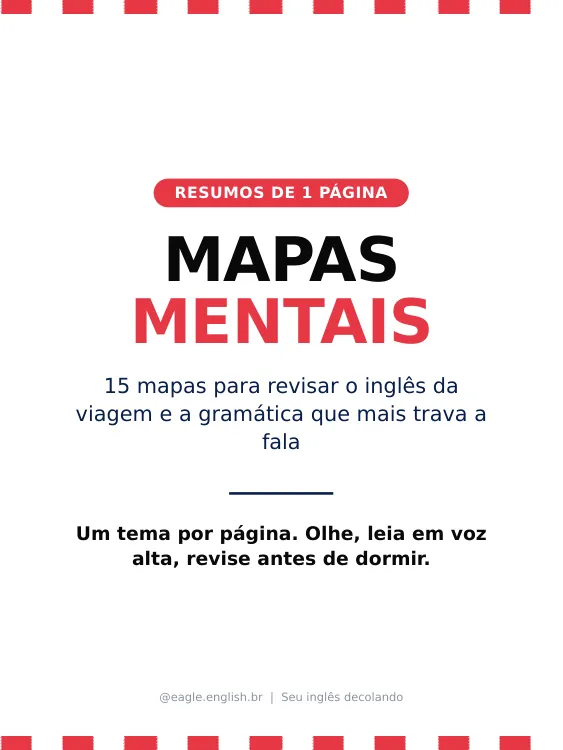 RESUMOS DE 1 PÁGINA
MAPAS
MENTAIS
15 mapas para revisar o inglês da
viagem e a gramática que mais trava a
fala
Um tema por página. Olhe, leia em voz
alta, revise antes de dormir.
@eagle.english.br | Seu inglês decolando